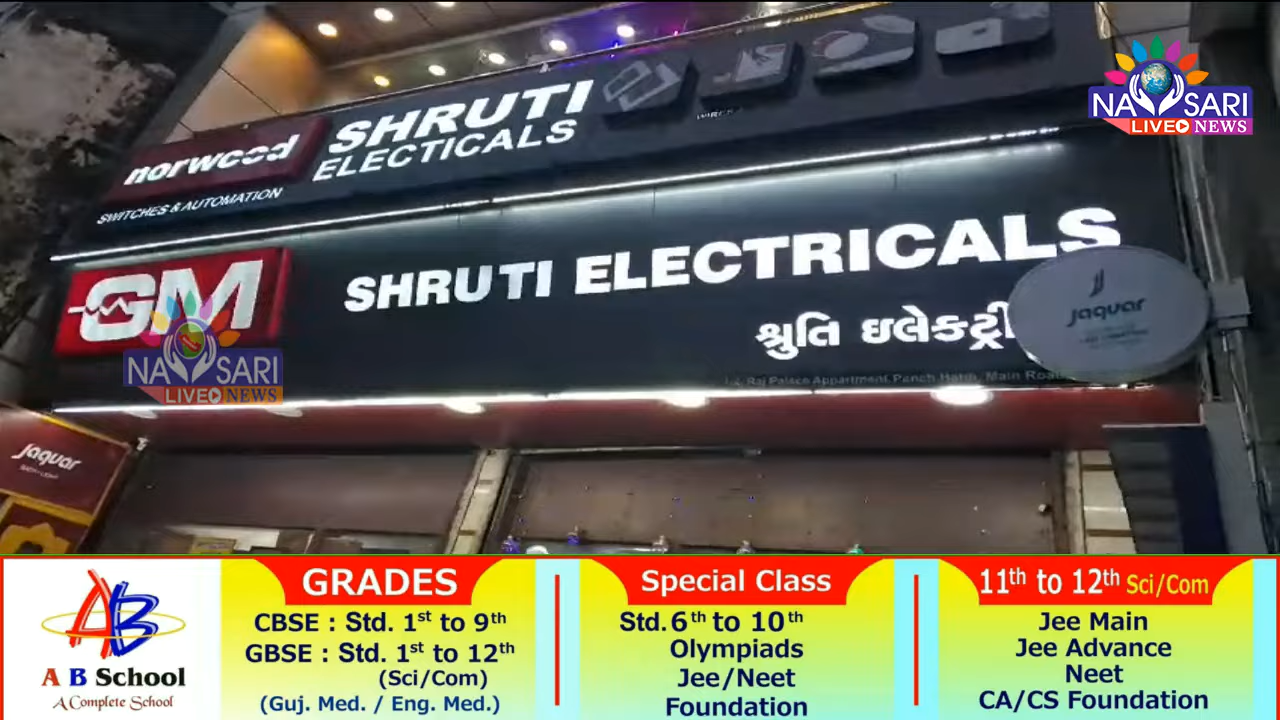 NAVSARI
LIVE NEWS
norwood
SWITCHES & AUTOMATION
SHRUTI
ELECTICALS
WIRES
GM
SHRUTI ELECTRICALS
શ્રુતિ ઇલેકટ્રી
Raj Palace Appartment, Panch Hatdi, Main Road
jaquar
NAVSARI
LIVE NEWS
jaquar
AB
A B School
A Complete School
GRADES
CBSE : Std. 1st to 9th
GBSE : Std. 1st to 12th
(Sci/Com)
(Guj. Med. / Eng. Med.)
Special Class
Std. 6th to 10th
Olympiads
Jee/Neet
Foundation
11th to 12th Sci/Com
Jee Main
Jee Advance
Neet
CA/CS Foundation